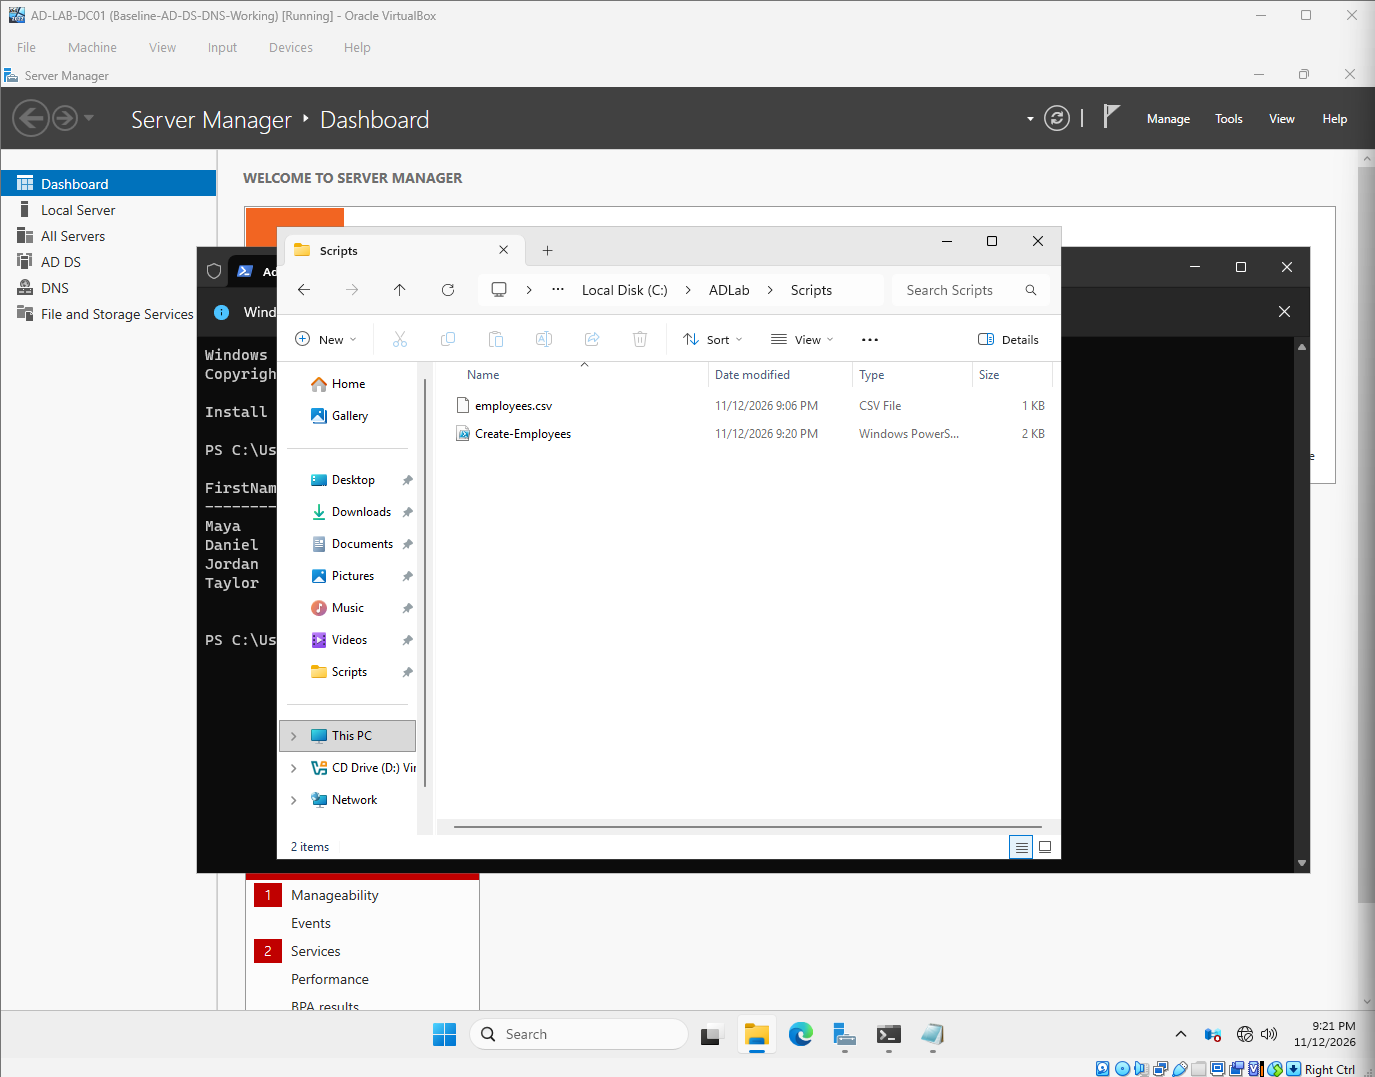 AD-LAB-DC01 (Baseline-AD-DS-DNS-Working) [Running] - Oracle VirtualBox
File Machine View Input Devices Help
Server Manager
Server Manager ‣ Dashboard
Manage Tools View Help
Dashboard
Local Server
All Servers
AD DS
DNS
File and Storage Services
WELCOME TO SERVER MANAGER
Ad
Wind
Windows
Copyrigh
Install
PS C:\Us
FirstNam
---------
Maya
Daniel
Jordan
Taylor
PS C:\Us
Scripts
Local Disk (C:) > ADLab > Scripts
Search Scripts
New
Sort
View
Details
Home
Gallery
Desktop
Downloads
Documents
Pictures
Music
Videos
Scripts
This PC
CD Drive (D:) Vir
Network
Name Date modified Type Size
employees.csv 11/12/2026 9:06 PM CSV File 1 KB
Create-Employees 11/12/2026 9:20 PM Windows PowerS... 2 KB
2 items
e
1 Manageability
Events
2 Services
Performance
BPA results
Search
9:21 PM
11/12/2026
Right Ctrl